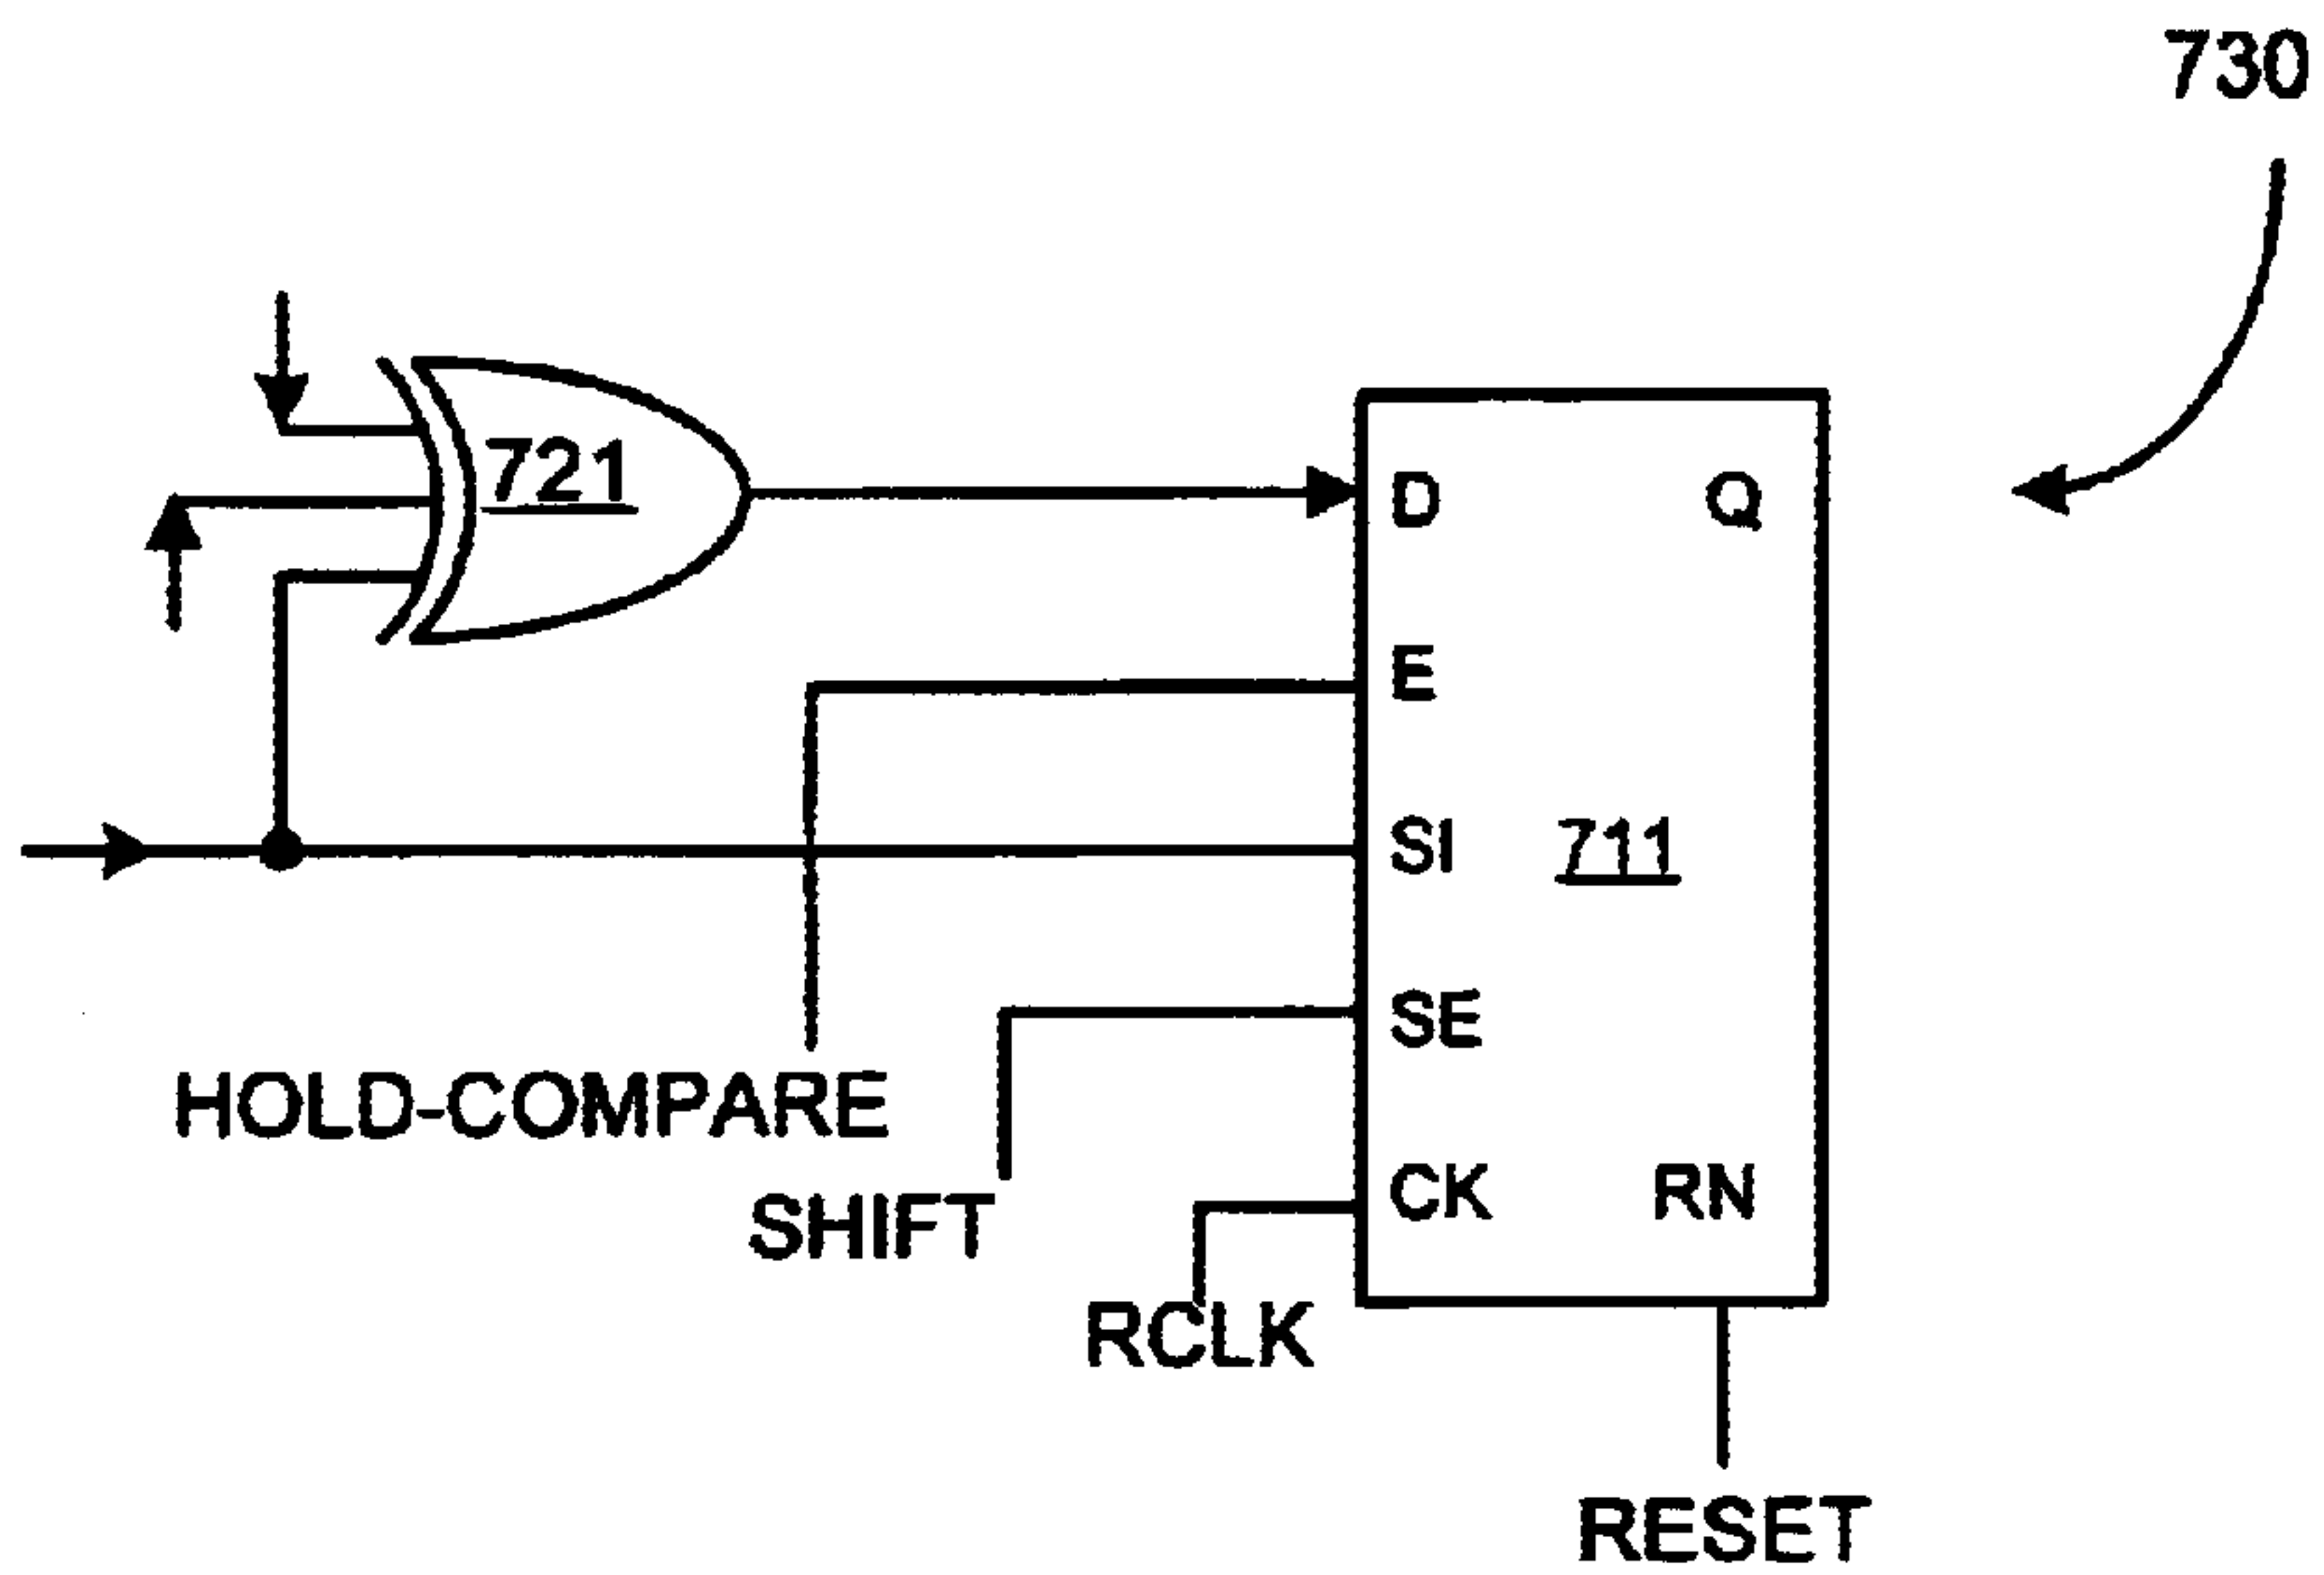 730
721
D Q
E
SI 711
SE
HOLD-COMPARE
CK RN
SHIFT
RCLK
RESET